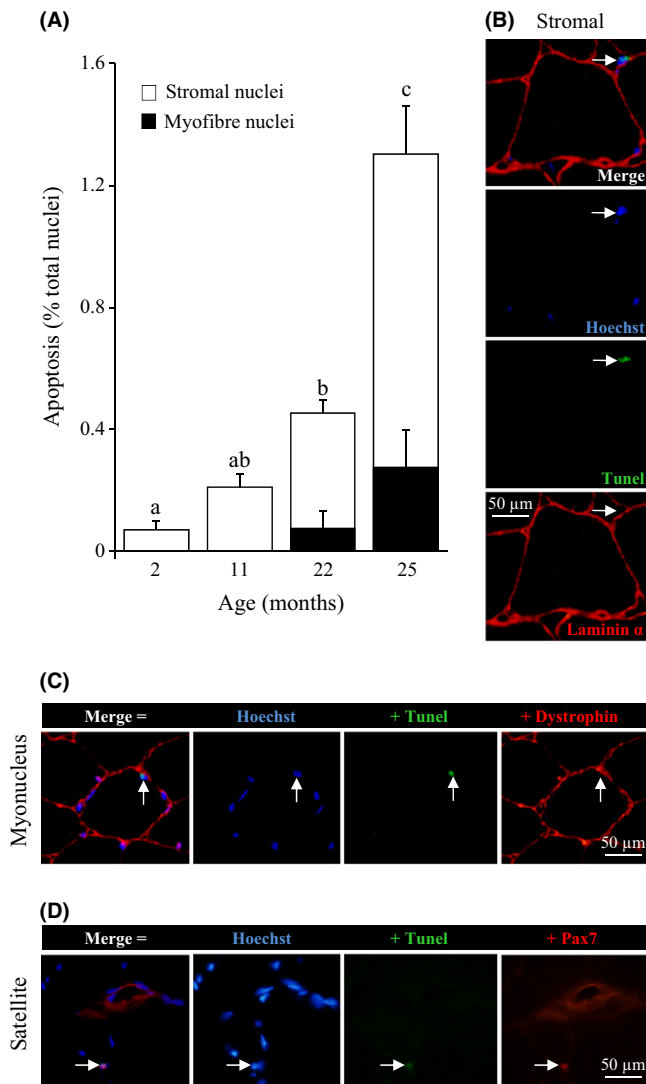 (A)
1.6
1.2
0.8
0.4
0
Apoptosis (% total nuclei)
Stromal nuclei
Myofibre nuclei
a
ab
b
c
2 11 22 25
Age (months)
(B) Stromal
Merge
Hoechst
Tunel
50 µm
Laminin α
(C)
Merge = Hoechst + Tunel + Dystrophin
Myonucleus
50 µm
(D)
Merge = Hoechst + Tunel + Pax7
Satellite
50 µm